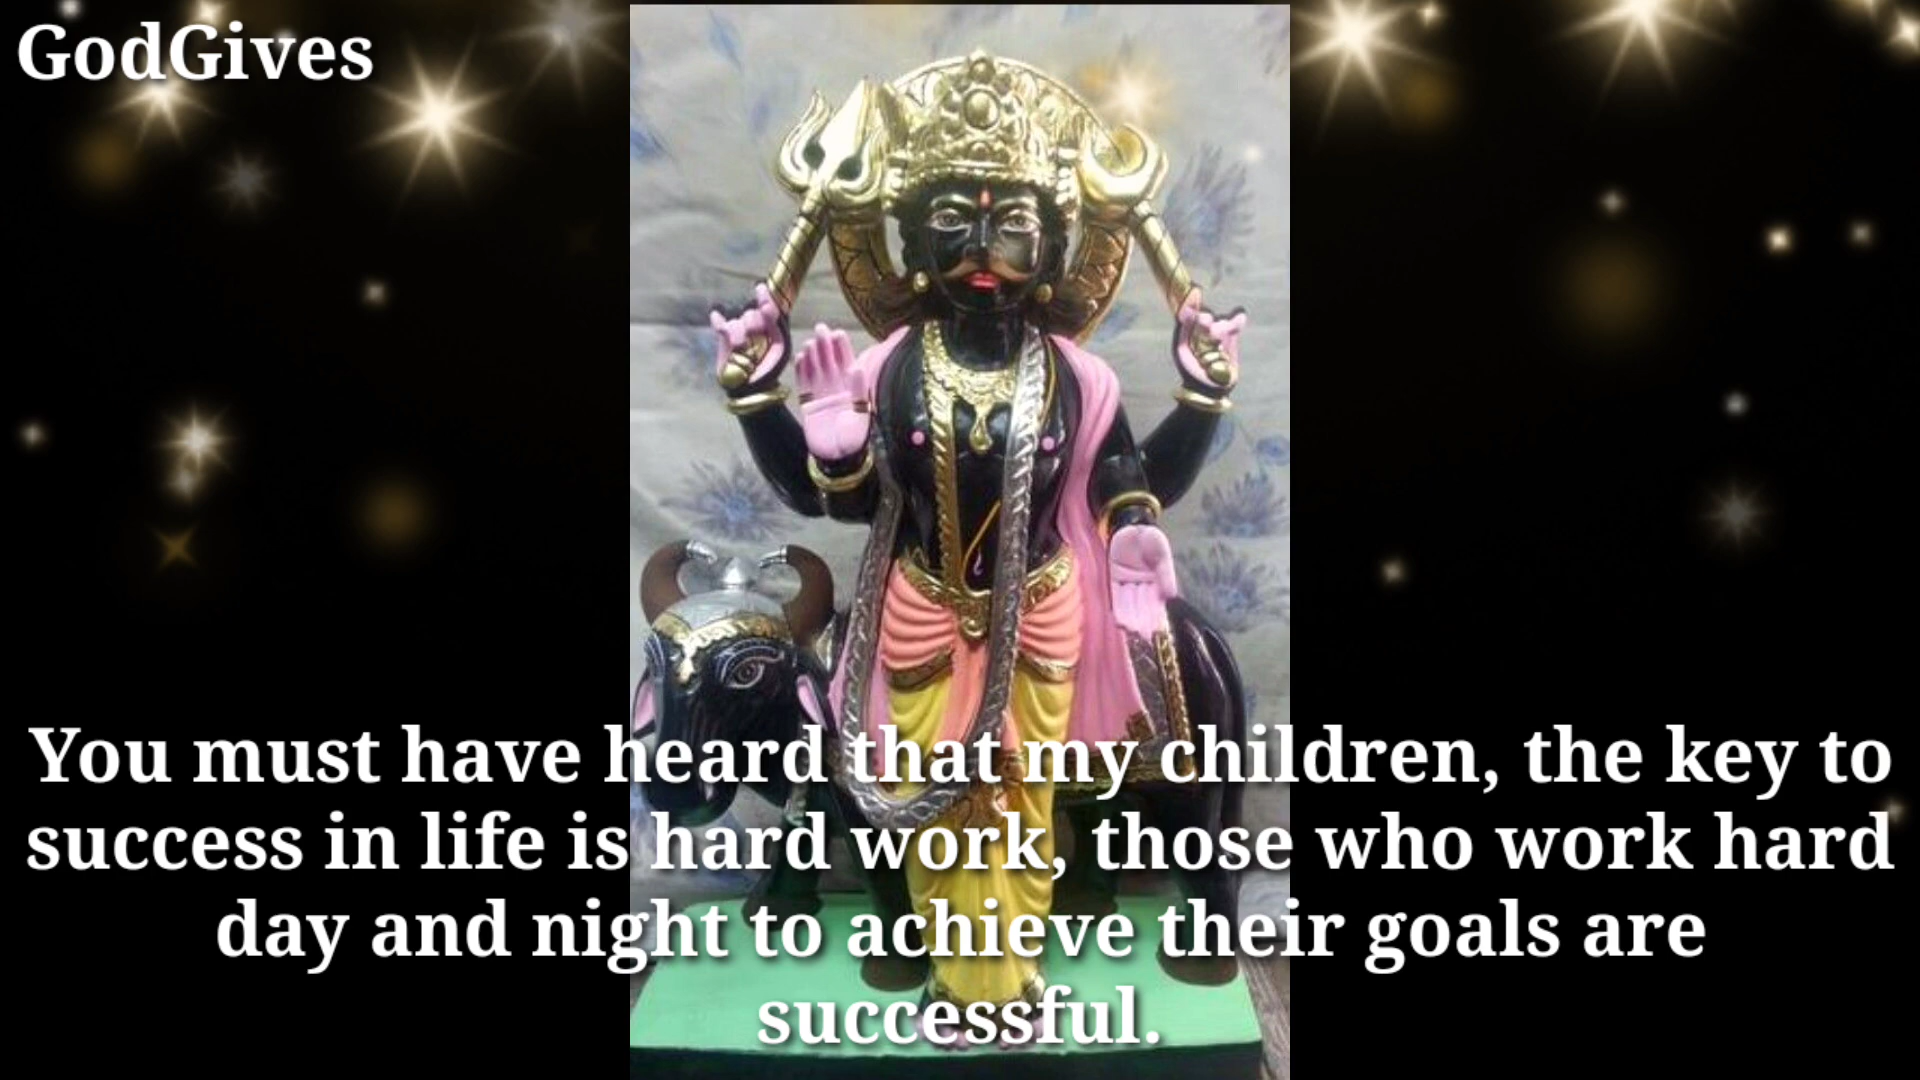 GodGives
You must have heard that my children, the key to
success in life is hard work, those who work hard
day and night to achieve their goals are
successful.